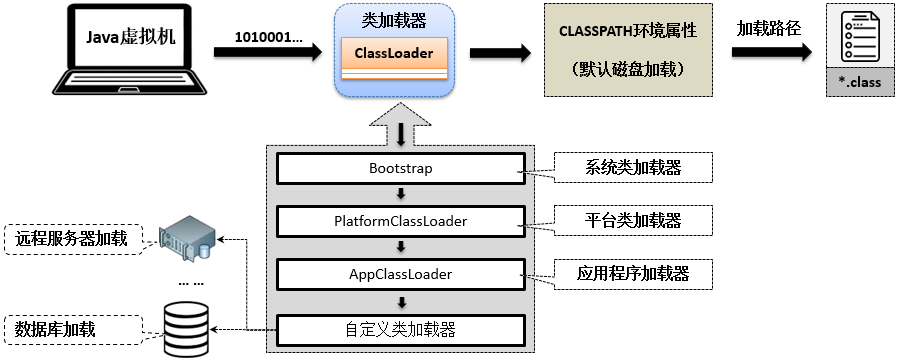 Java虚拟机
1010001...
类加载器
ClassLoader
CLASSPATH环境属性
（默认磁盘加载）
加载路径
*.class
Bootstrap
系统类加载器
PlatformClassLoader
平台类加载器
远程服务器加载
AppClassLoader
应用程序加载器
... ...
数据库加载
自定义类加载器